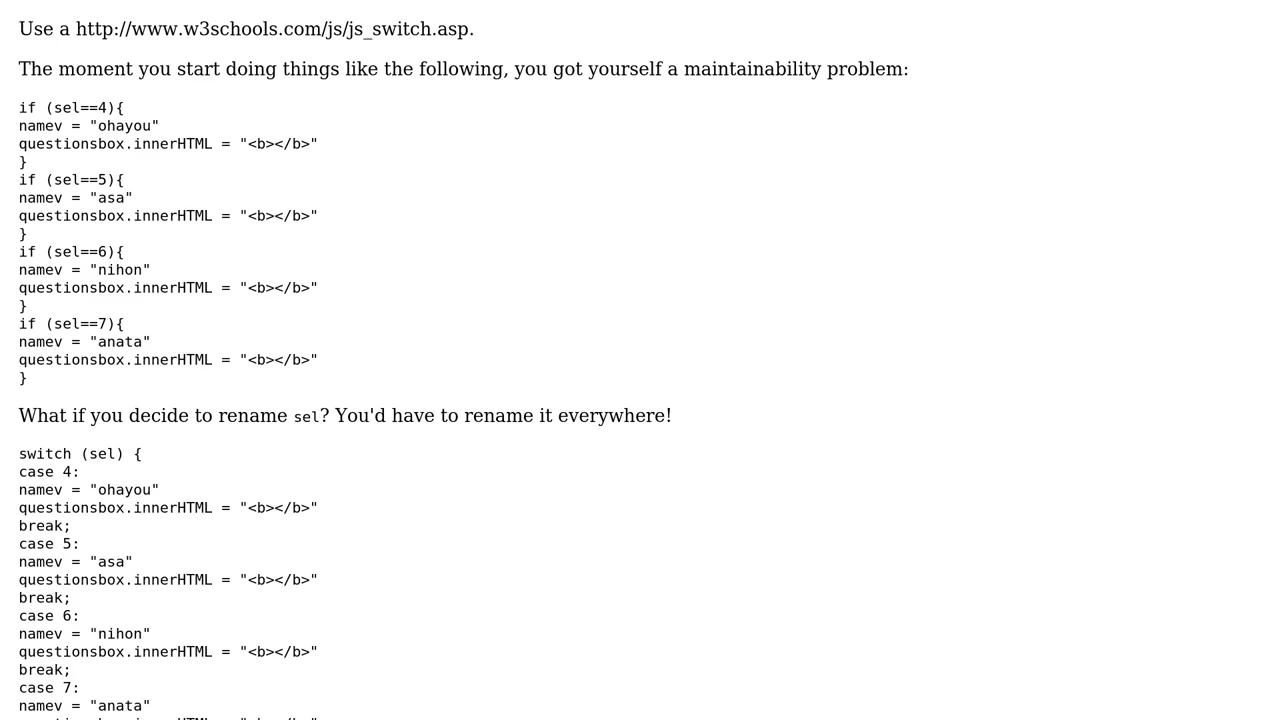 Use a http://www.w3schools.com/js/js_switch.asp.
The moment you start doing things like the following, you got yourself a maintainability problem:
if (sel==4){
namev = "ohayou"
questionsbox.innerHTML = "<b></b>"
}
if (sel==5){
namev = "asa"
questionsbox.innerHTML = "<b></b>"
}
if (sel==6){
namev = "nihon"
questionsbox.innerHTML = "<b></b>"
}
if (sel==7){
namev = "anata"
questionsbox.innerHTML = "<b></b>"
}
What if you decide to rename sel? You'd have to rename it everywhere!
switch (sel) {
case 4:
namev = "ohayou"
questionsbox.innerHTML = "<b></b>"
break;
case 5:
namev = "asa"
questionsbox.innerHTML = "<b></b>"
break;
case 6:
namev = "nihon"
questionsbox.innerHTML = "<b></b>"
break;
case 7:
namev = "anata"